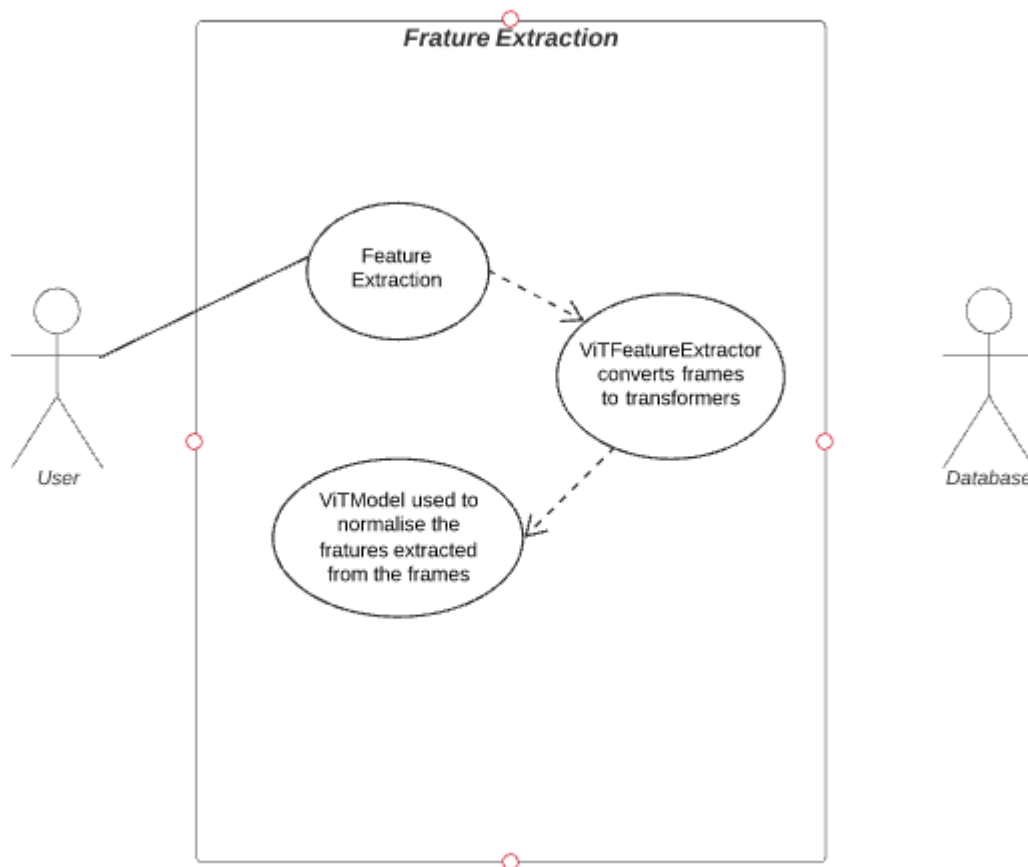 Frature Extraction
Feature
Extraction
ViTFeatureExtractor
converts frames
to transformers
User
Database
ViTModel used to
normalise the
fratures extracted
from the frames